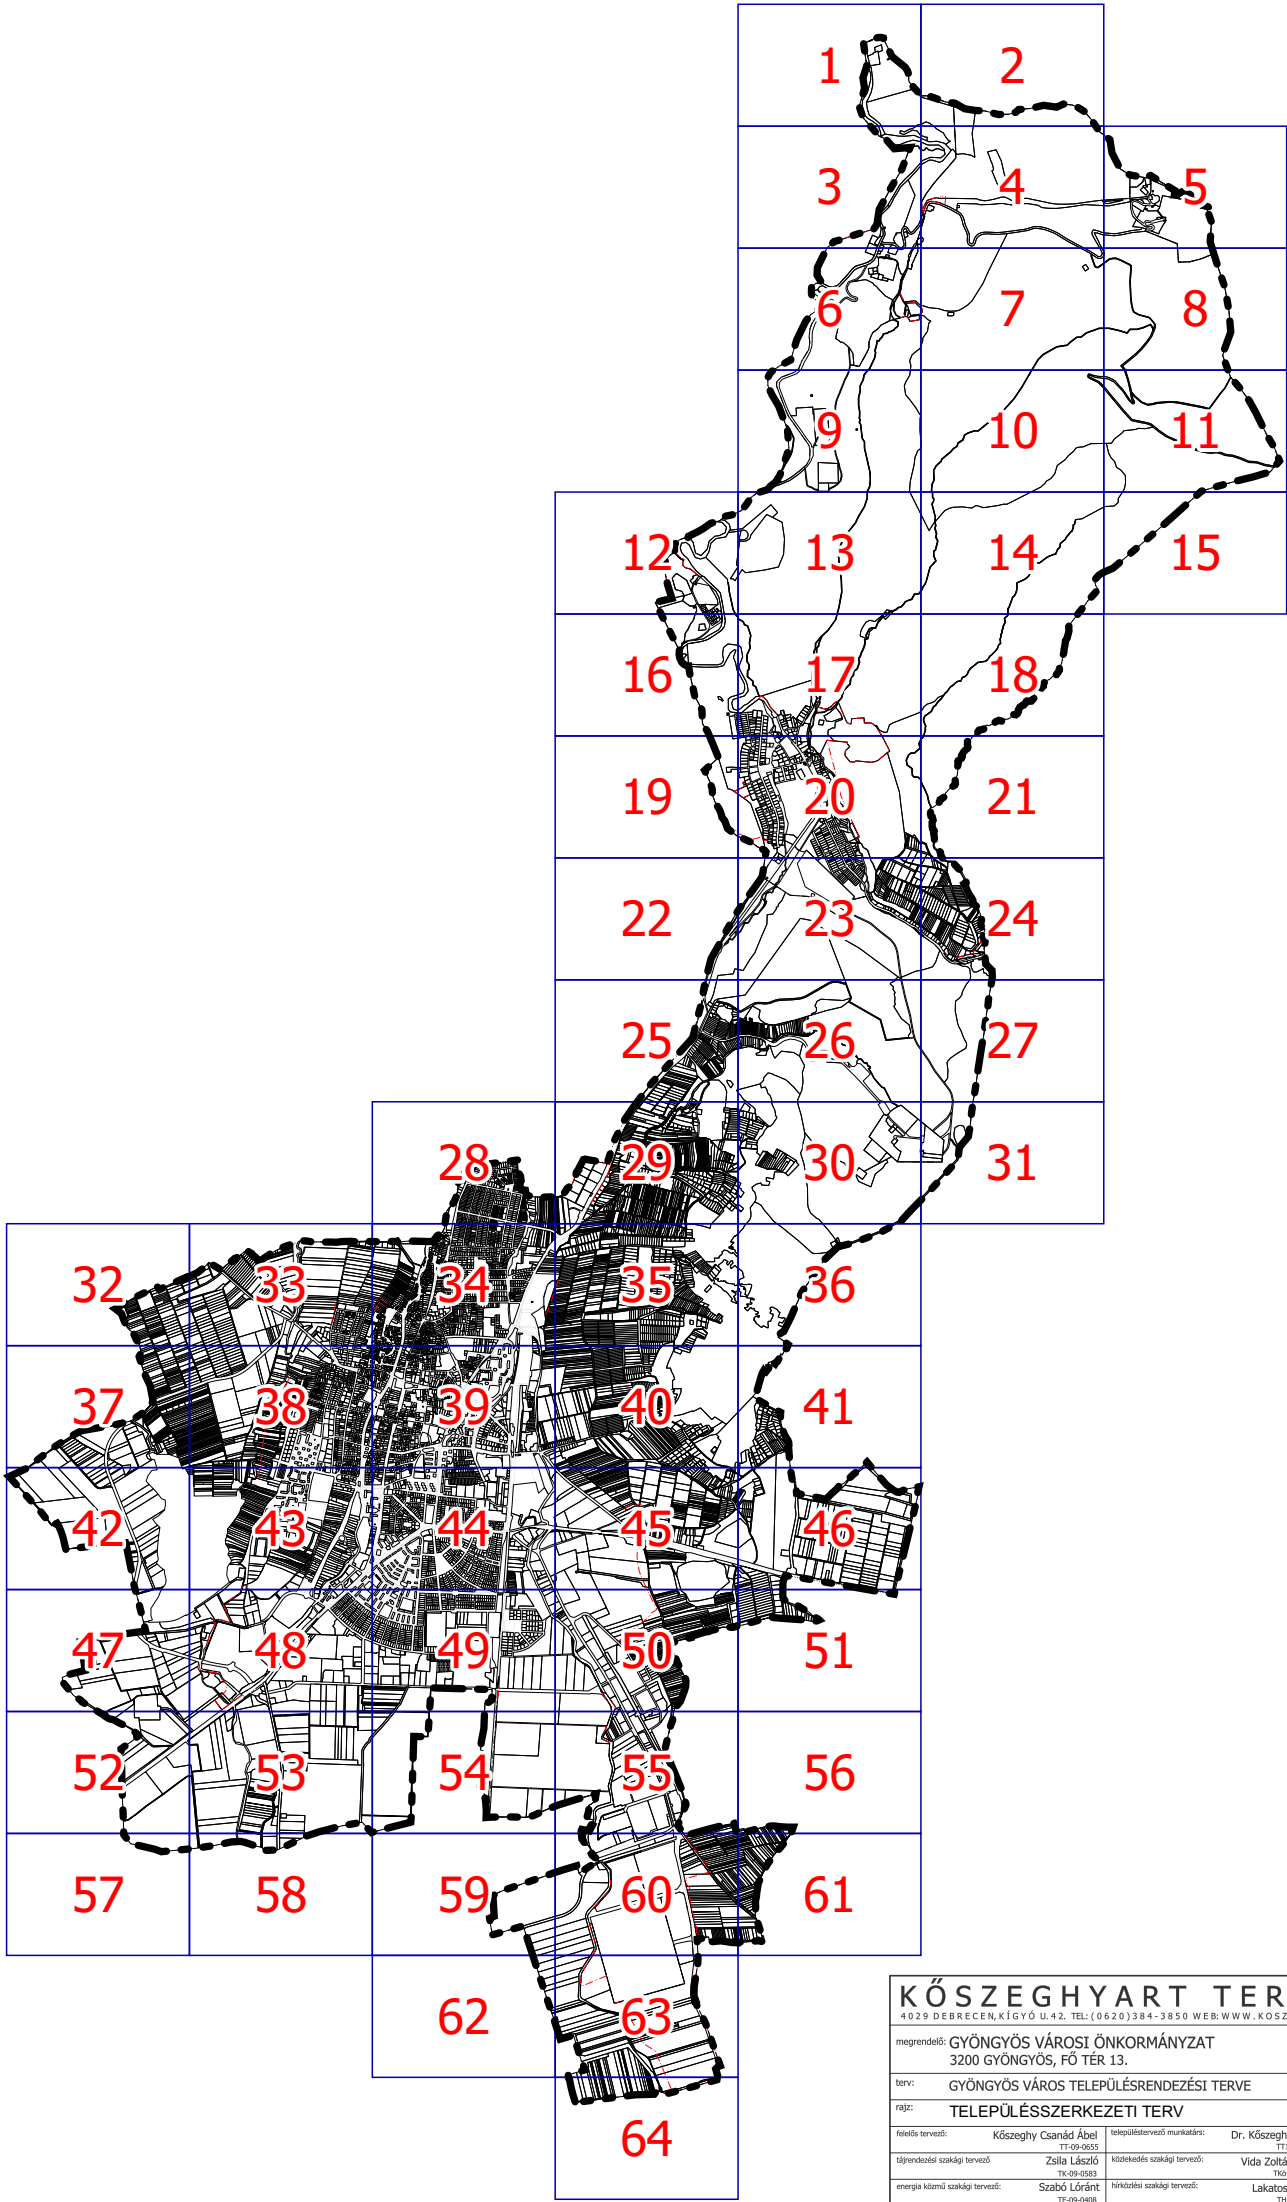 1 2
3 4 5
6 7 8
9 10 11
12 13 14 15
16 17 18
19 20 21
22 23 24
25 26 27
28 29 30 31
32 33 34 35 36
37 38 39 40 41
42 43 44 45 46
47 48 49 50 51
52 53 54 55 56
57 58 59 60 61
62 63
64
KŐSZEGHYART TER
4029 DEBRECEN, KÍGYÓ U. 42. TEL: (0620)384-3850 WEB: WWW.KOSZ
megrendelő: GYÖNGYÖS VÁROSI ÖNKORMÁNYZAT
3200 GYÖNGYÖS, FŐ TÉR 13.
terv: GYÖNGYÖS VÁROS TELEPÜLÉSRENDEZÉSI TERVE
rajz: TELEPÜLÉSSZERKEZETI TERV
felelős tervező: Kőszeghy Csanád Ábel településtervező munkatárs: Dr. Kőszegh
TT-09-0655
tájrendezési szakági tervező Zsila László közlekedés szakági tervező: Vida Zoltá
TK-09-0583
energia közmű szakági tervező: Szabó Lóránt hírközlési szakági tervező: Lakato
TE-09-0408